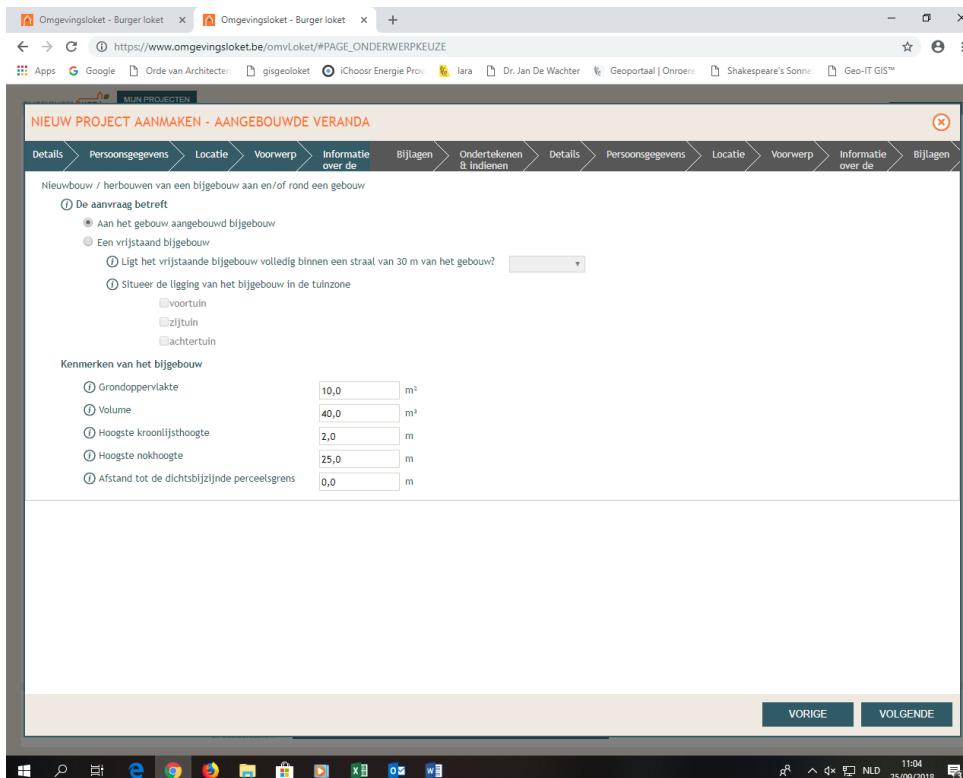 Omgevingsloket - Burger loket × Omgevingsloket - Burger loket × +
https://www.omgevingsloket.be/omvLoket/#PAGE_ONDERWERPKEUZE
Apps Google Orde van Architecten gisgeoloket iChoosr Energie Prov lara Dr. Jan De Wachter Geoportaal | Onroere Shakespeare's Sonne Geo-IT GIS™
MIJN PROJECTEN
NIEUW PROJECT AANMAKEN - AANGEBOUWDE VERANDA
Details Persoonsgegevens Locatie Voorwerp Informatie over de Bijlagen Ondertekenen & indienen Details Persoonsgegevens Locatie Voorwerp Informatie over de Bijlagen
Nieuwbouw / herbouwen van een bijgebouw aan en/of rond een gebouw
De aanvraag betreft
Aan het gebouw aangebouwd bijgebouw
Een vrijstaand bijgebouw
Ligt het vrijstaande bijgebouw volledig binnen een straal van 30 m van het gebouw?
Situeer de ligging van het bijgebouw in de tuinzone
voortuin
zijtuin
achtertuin
Kenmerken van het bijgebouw
Grondoppervlakte 10,0 m²
Volume 40,0 m³
Hoogste kroonlijsthoogte 2,0 m
Hoogste nokhoogte 25,0 m
Afstand tot de dichtsbijzijnde perceelsgrens 0,0 m
VORIGE VOLGENDE
NLD 11:04
25/09/2018